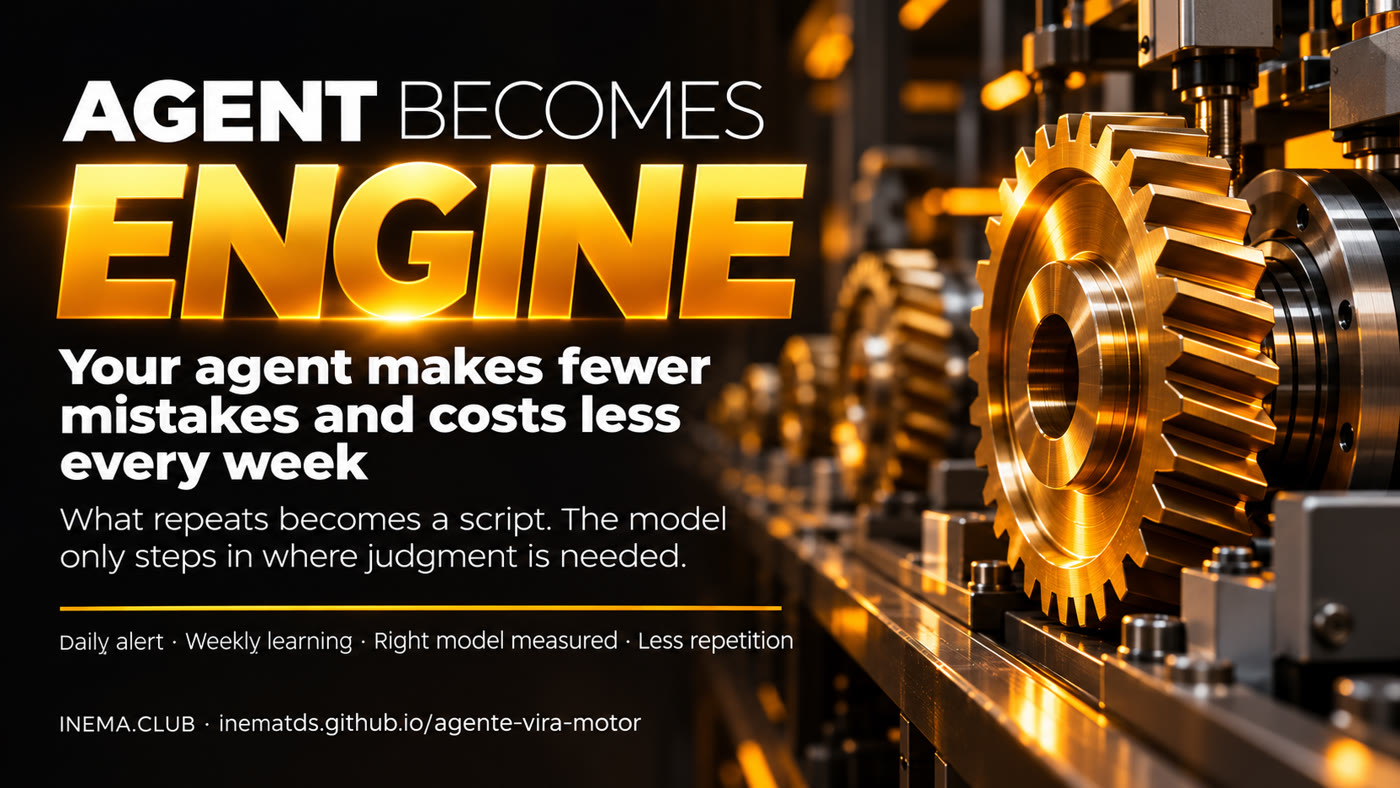 AGENT BECOMES
ENGINE
Your agent makes fewer
mistakes and costs less
every week
What repeats becomes a script. The model
only steps in where judgment is needed.
Daily alert · Weekly learning · Right model measured · Less repetition
INEMA.CLUB · inematds.github.io/agente-vira-motor